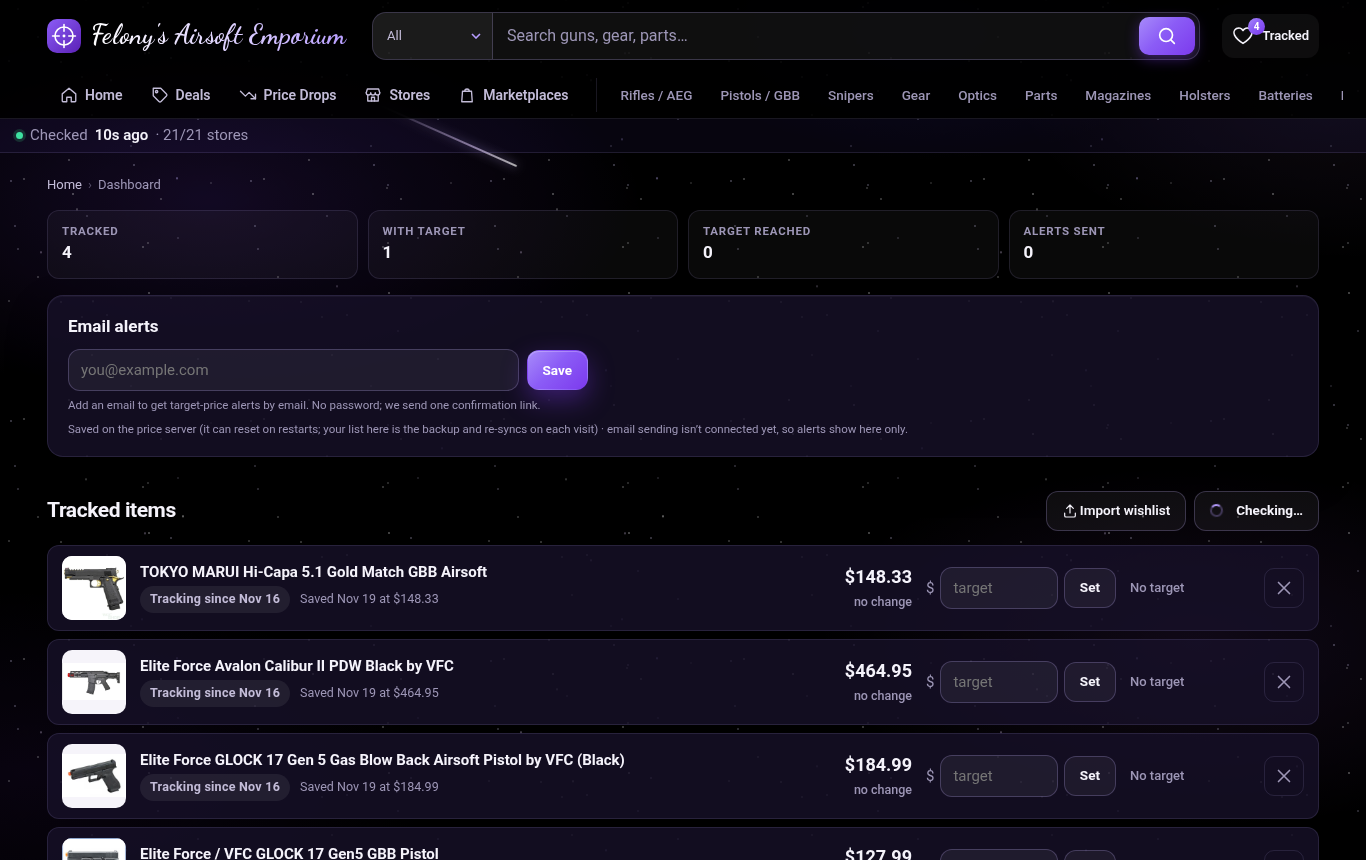 Felony's Airsoft Emporium
All
Search guns, gear, parts…
4
Tracked
Home
Deals
Price Drops
Stores
Marketplaces
Rifles / AEG
Pistols / GBB
Snipers
Gear
Optics
Parts
Magazines
Holsters
Batteries
Checked 10s ago · 21/21 stores
Home › Dashboard
TRACKED
4
WITH TARGET
1
TARGET REACHED
0
ALERTS SENT
0
Email alerts
you@example.com
Save
Add an email to get target-price alerts by email. No password; we send one confirmation link.
Saved on the price server (it can reset on restarts; your list here is the backup and re-syncs on each visit) · email sending isn't connected yet, so alerts show here only.
Tracked items
Import wishlist
Checking…
TOKYO MARUI Hi-Capa 5.1 Gold Match GBB Airsoft
Tracking since Nov 16
Saved Nov 19 at $148.33
$148.33
no change
$
target
Set
No target
Elite Force Avalon Calibur II PDW Black by VFC
Tracking since Nov 16
Saved Nov 19 at $464.95
$464.95
no change
$
target
Set
No target
Elite Force GLOCK 17 Gen 5 Gas Blow Back Airsoft Pistol by VFC (Black)
Tracking since Nov 16
Saved Nov 19 at $184.99
$184.99
no change
$
target
Set
No target
Elite Force / VFC GLOCK 17 Gen5 GBB Pistol
$127.99